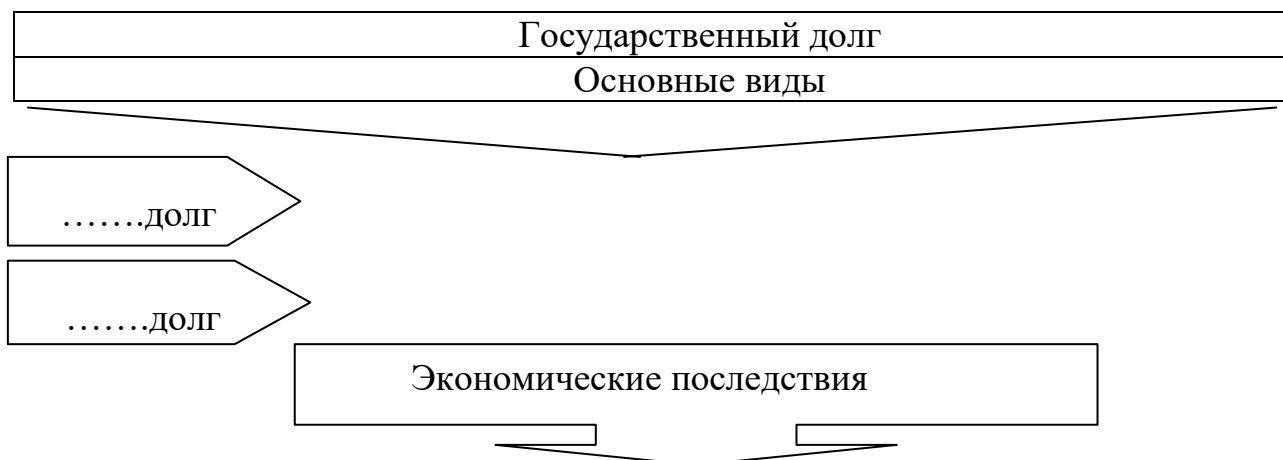 Государственный долг
Основные виды
…….долг
…….долг
Экономические последствия